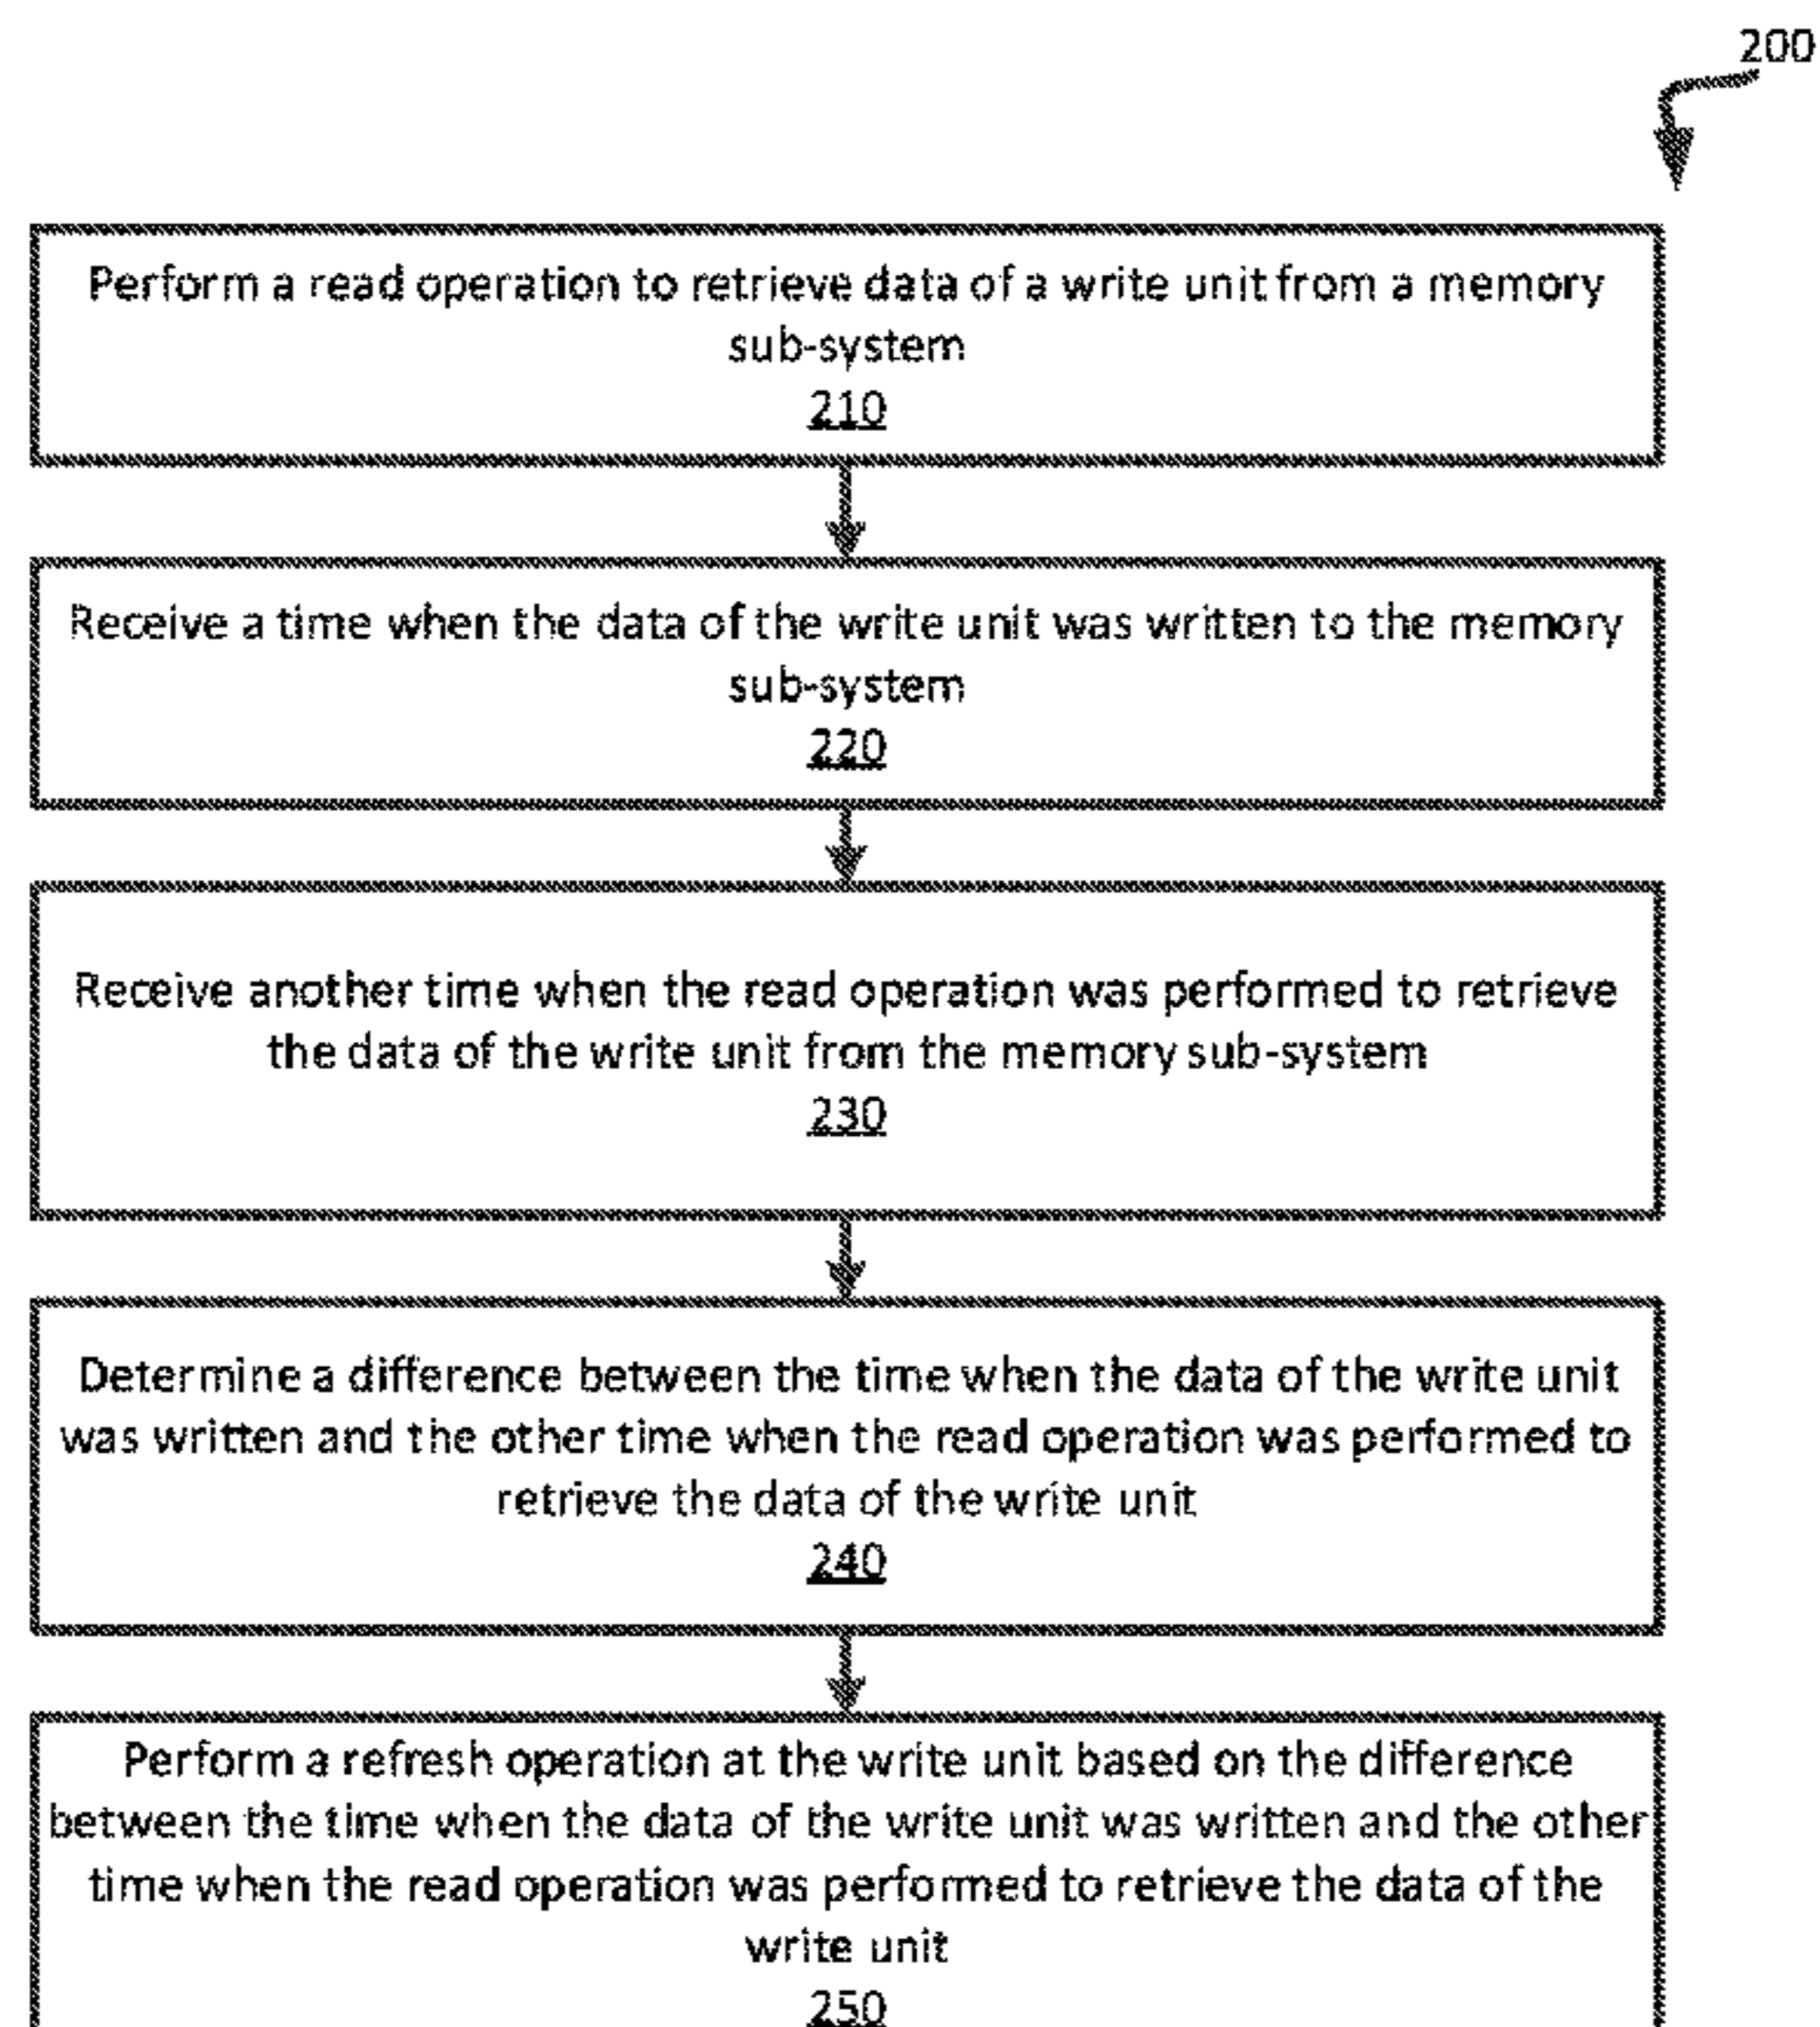 200
Perform a read operation to retrieve data of a write unit from a memory
sub-system
210
Receive a time when the data of the write unit was written to the memory
sub-system
220
Receive another time when the read operation was performed to retrieve
the data of the write unit from the memory sub-system
230
Determine a difference between the time when the data of the write unit
was written and the other time when the read operation was performed to
retrieve the data of the write unit
240
Perform a refresh operation at the write unit based on the difference
between the time when the data of the write unit was written and the other
time when the read operation was performed to retrieve the data of the
write unit
250